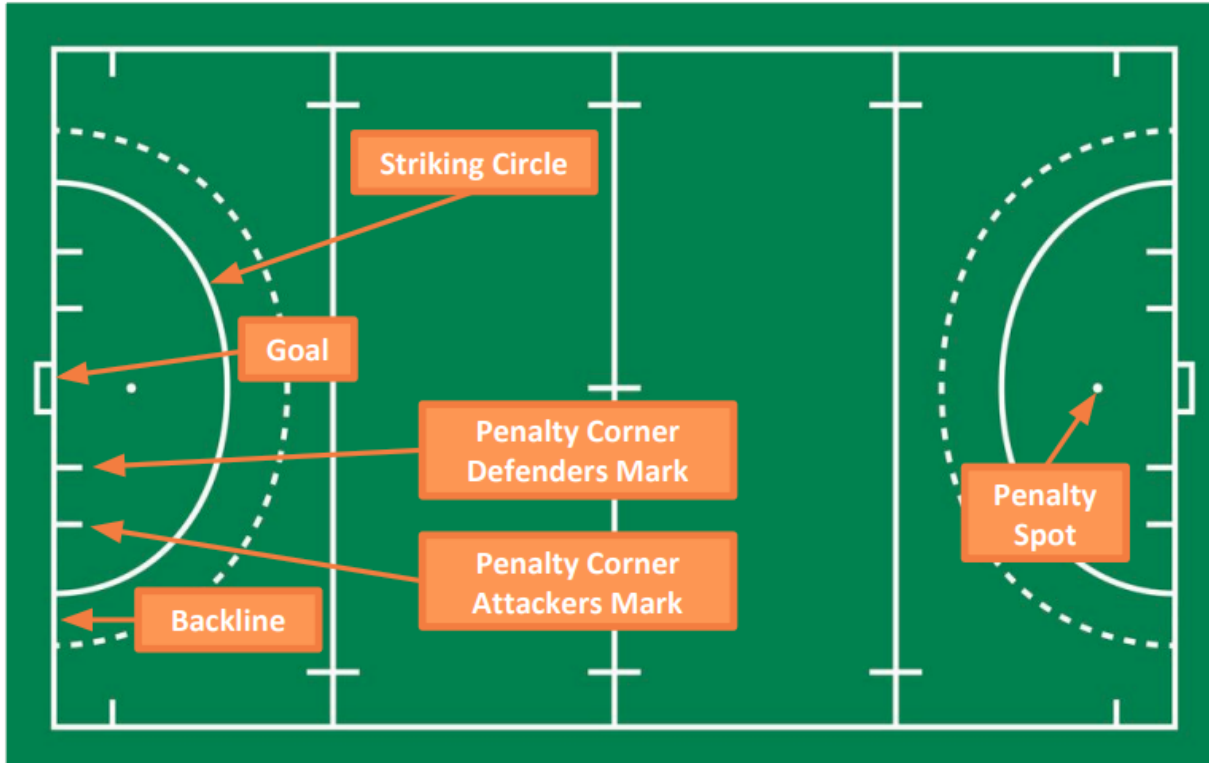 Striking Circle
Goal
Penalty Corner
Defenders Mark
Penalty
Spot
Penalty Corner
Attackers Mark
Backline